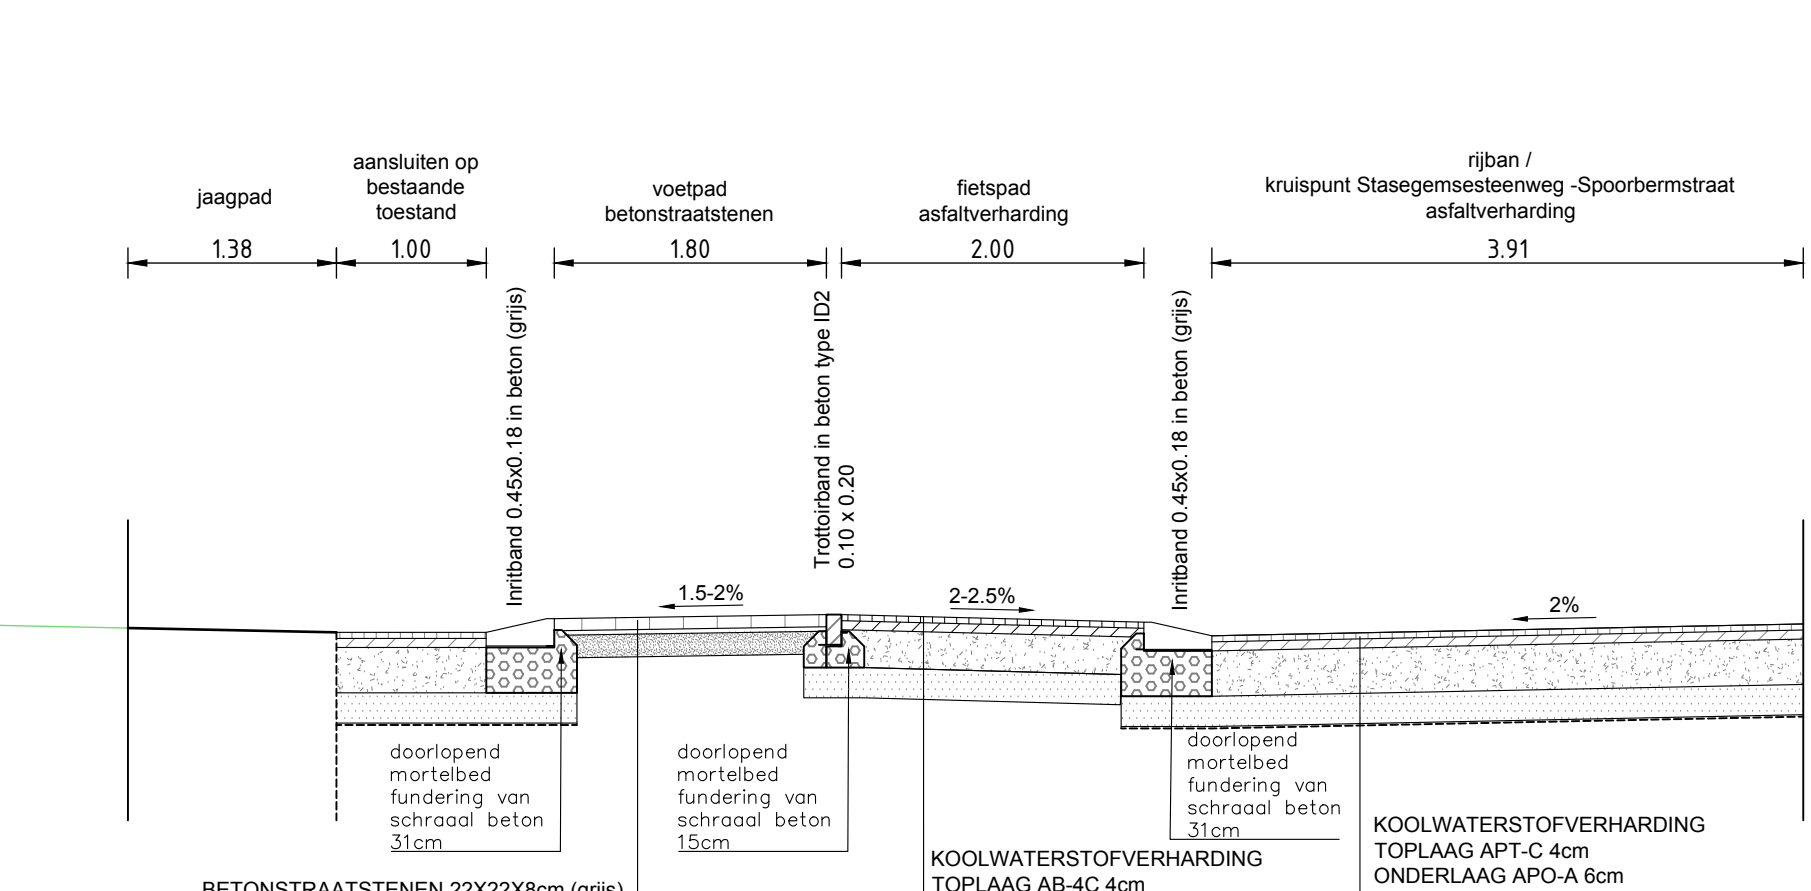 jaagpad
aansluiten op
bestaande
toestand
voetpad
betonstraatstenen
fietspad
asfaltverharding
rijban /
kruispunt Stasegemsesteenweg -Spoorbermstraat
asfaltverharding
1.38
1.00
1.80
2.00
3.91
Inritband 0.45x0.18 in beton (grijs)
Trottoirband in beton type ID2
0.10 x 0.20
Inritband 0.45x0.18 in beton (grijs)
1.5-2%
2-2.5%
2%
doorlopend
mortelbed
fundering van
schraaal beton
31cm
doorlopend
mortelbed
fundering van
schraaal beton
15cm
doorlopend
mortelbed
fundering van
schraaal beton
31cm
BETONSTRAATSTENEN 22X22X8cm (grijs)
KOOLWATERSTOFVERHARDING
TOPLAAG AB-4C 4cm
KOOLWATERSTOFVERHARDING
TOPLAAG APT-C 4cm
ONDERLAAG APO-A 6cm